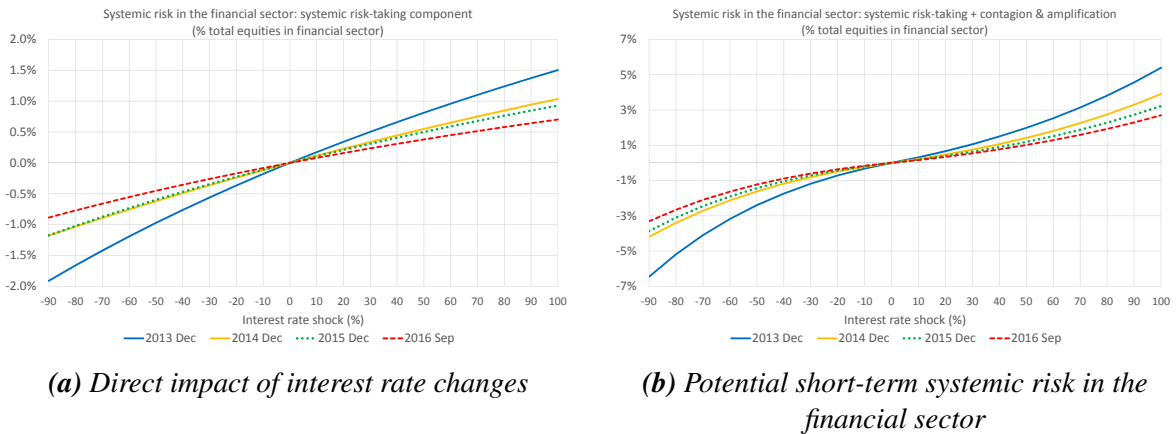 Systemic risk in the financial sector: systemic risk-taking component
(% total equities in financial sector)
2.0%
1.5%
1.0%
0.5%
0.0%
-0.5%
-1.0%
-1.5%
-2.0%
-90 -80 -70 -60 -50 -40 -30 -20 -10 0 10 20 30 40 50 60 70 80 90 100
Interest rate shock (%)
2013 Dec 2014 Dec 2015 Dec 2016 Sep
(a) Direct impact of interest rate changes
Systemic risk in the financial sector: systemic risk-taking + contagion & amplification
(% total equities in financial sector)
7%
5%
3%
1%
-1%
-3%
-5%
-7%
-90 -80 -70 -60 -50 -40 -30 -20 -10 0 10 20 30 40 50 60 70 80 90 100
Interest rate shock (%)
2013 Dec 2014 Dec 2015 Dec 2016 Sep
(b) Potential short-term systemic risk in the
financial sector